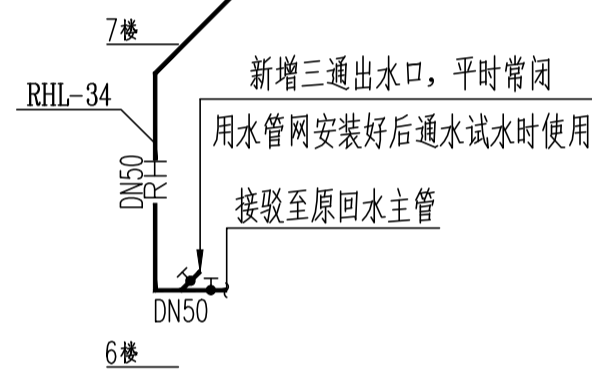 7楼
新增三通出水口，平时常闭
RHL-34
用水管网安装好后通水试水时使用
DN50
RH
接驳至原回水主管
DN50
6楼